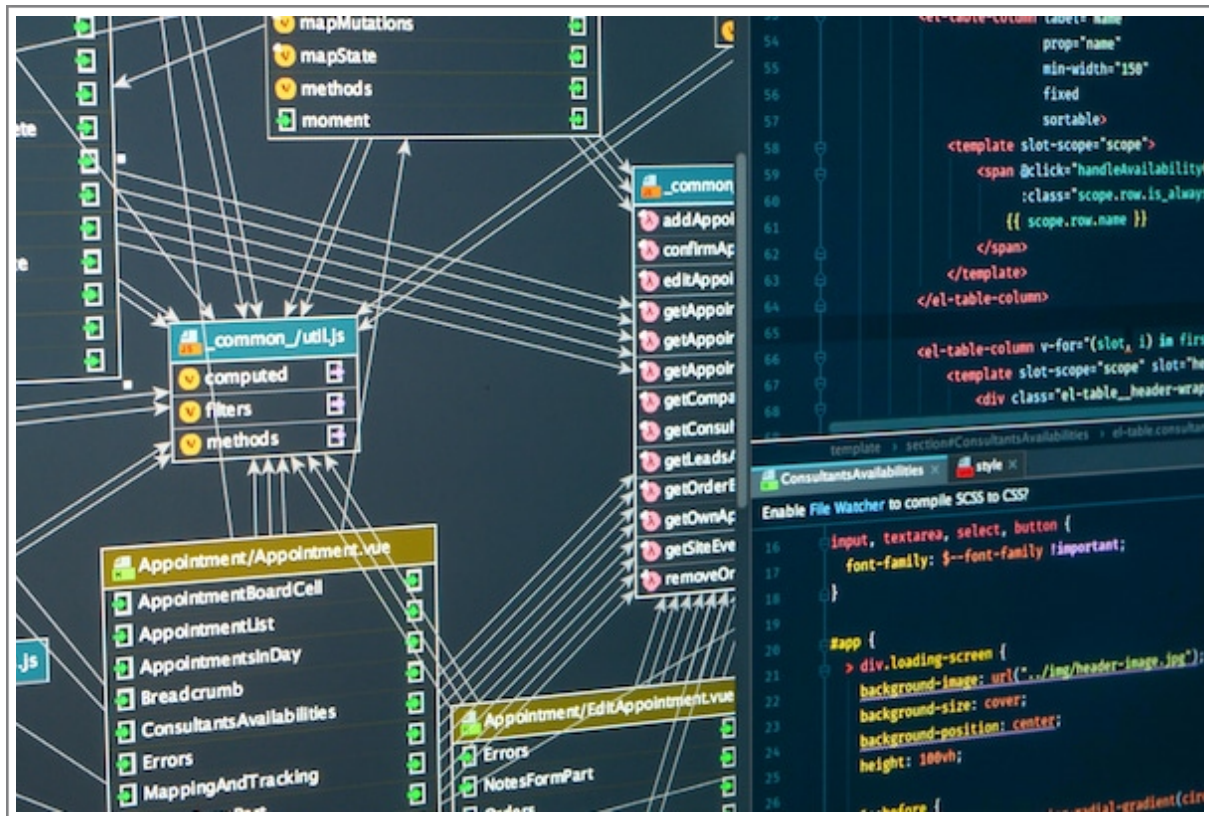 mapMutations
mapState
methods
moment
_common_/util.js
computed
filters
methods
Appointment/Appointment.vue
AppointmentBoardCell
AppointmentList
AppointmentsInDay
Breadcrumb
ConsultantsAvailabilities
Errors
MappingAndTracking
.js
_common_
addAppoi
confirmAp
editAppoi
getAppoir
getAppoir
getAppoir
getCompa
getConsul
getLeadsA
getOrderE
getOwnAp
getSiteEve
removeOr
Appointment/EditAppointment.vue
Errors
NotesFormPart
Orders
<el-table-column label="Name
54 prop="name"
55 min-width="150"
56 fixed
57 sortable>
58 <template slot-scope="scope">
59 <span @click="handleAvailability
60 :class="scope.row.is_always
61 {{ scope.row.name }}
62 </span>
63 </template>
64 </el-table-column>
65
66 <el-table-column v-for="(slot, i) in firs
67 <template slot-scope="scope" slot="he
68 <div class="el-table__header-wrap
template › section#ConsultantsAvailabilities › el-table.consultan
ConsultantsAvailabilities × style ×
Enable File Watcher to compile SCSS to CSS?
16 input, textarea, select, button {
17 font-family: $--font-family !important;
18 }
19
20 #app {
21 > div.loading-screen {
22 background-image: url("../img/header-image.jpg");
23 background-size: cover;
24 background-position: center;
25 height: 100vh;
26